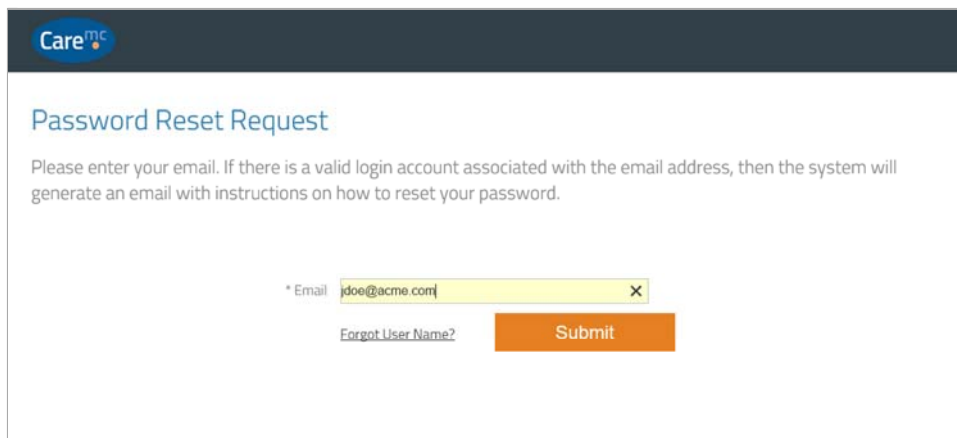 Care mc
Password Reset Request
Please enter your email. If there is a valid login account associated with the email address, then the system will
generate an email with instructions on how to reset your password.
* Email jdoe@acme.com
Forgot User Name? Submit